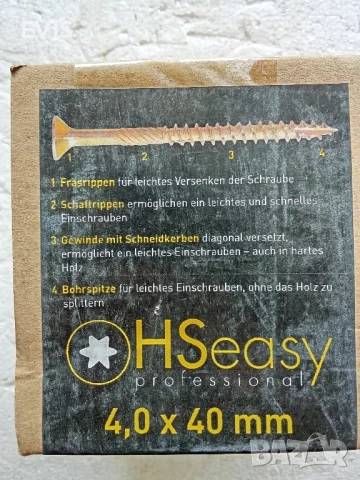 EVIS
1 2 3 4
1 Fräsrippen für leichtes Versenken der Schraube
2 Schaftrippen ermöglichen ein leichtes und schnelles
Einschrauben
3 Gewinde mit Schneidkerben diagonal versetzt,
ermöglicht ein leichtes Einschrauben – auch in hartes
Holz
4 Bohrspitze für leichtes Einschrauben, ohne das Holz zu
splittern
HSeasy
professional
4,0 x 40 mm
BAZAR